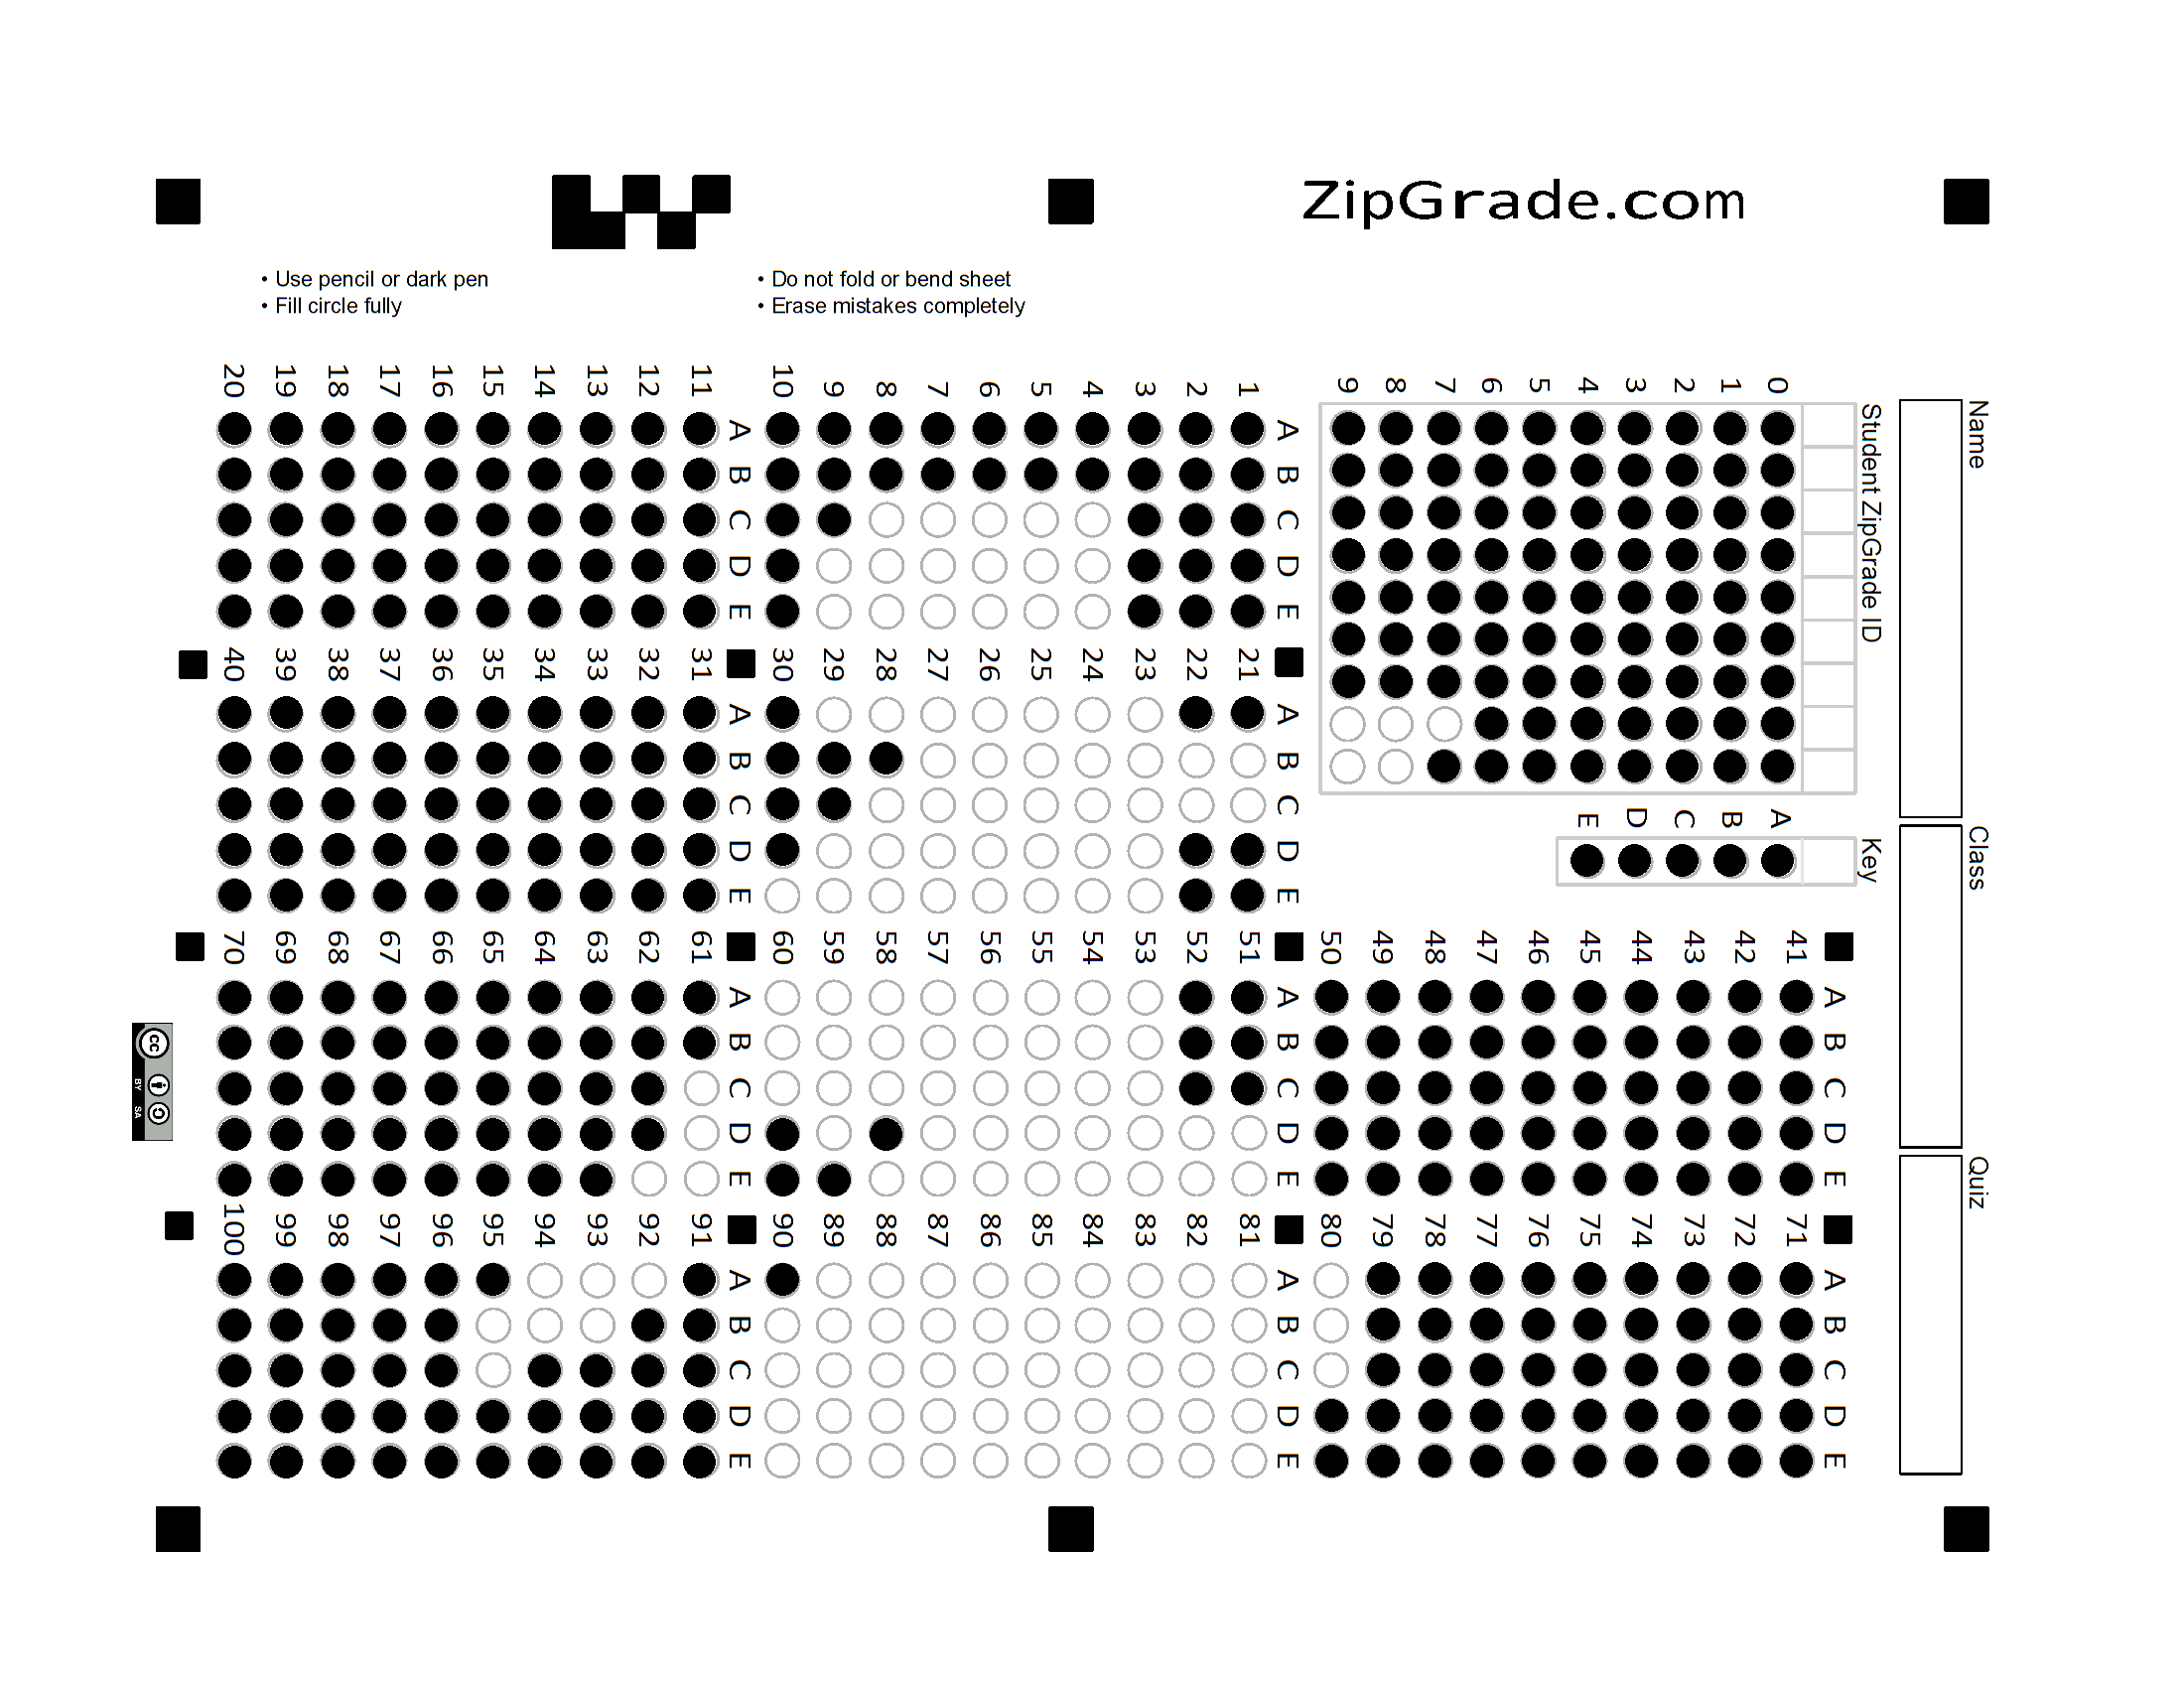 ZipGrade.com
• Use pencil or dark pen
• Fill circle fully
• Do not fold or bend sheet
• Erase mistakes completely
Name Class Quiz
Student ZipGrade ID Key
0
1
2
3
4
5
6
7
8
9
A
B
C
D
E
A B C D E A B C D E
41 71
42 72
43 73
44 74
45 75
46 76
47 77
48 78
49 79
50 80
A B C D E A B C D E A B C D E A B C D E
1 21 51 81
2 22 52 82
3 23 53 83
4 24 54 84
5 25 55 85
6 26 56 86
7 27 57 87
8 28 58 88
9 29 59 89
10 30 60 90
A B C D E A B C D E A B C D E A B C D E
11 31 61 91
12 32 62 92
13 33 63 93
14 34 64 94
15 35 65 95
16 36 66 96
17 37 67 97
18 38 68 98
19 39 69 99
20 40 70 100
cc
BY SA